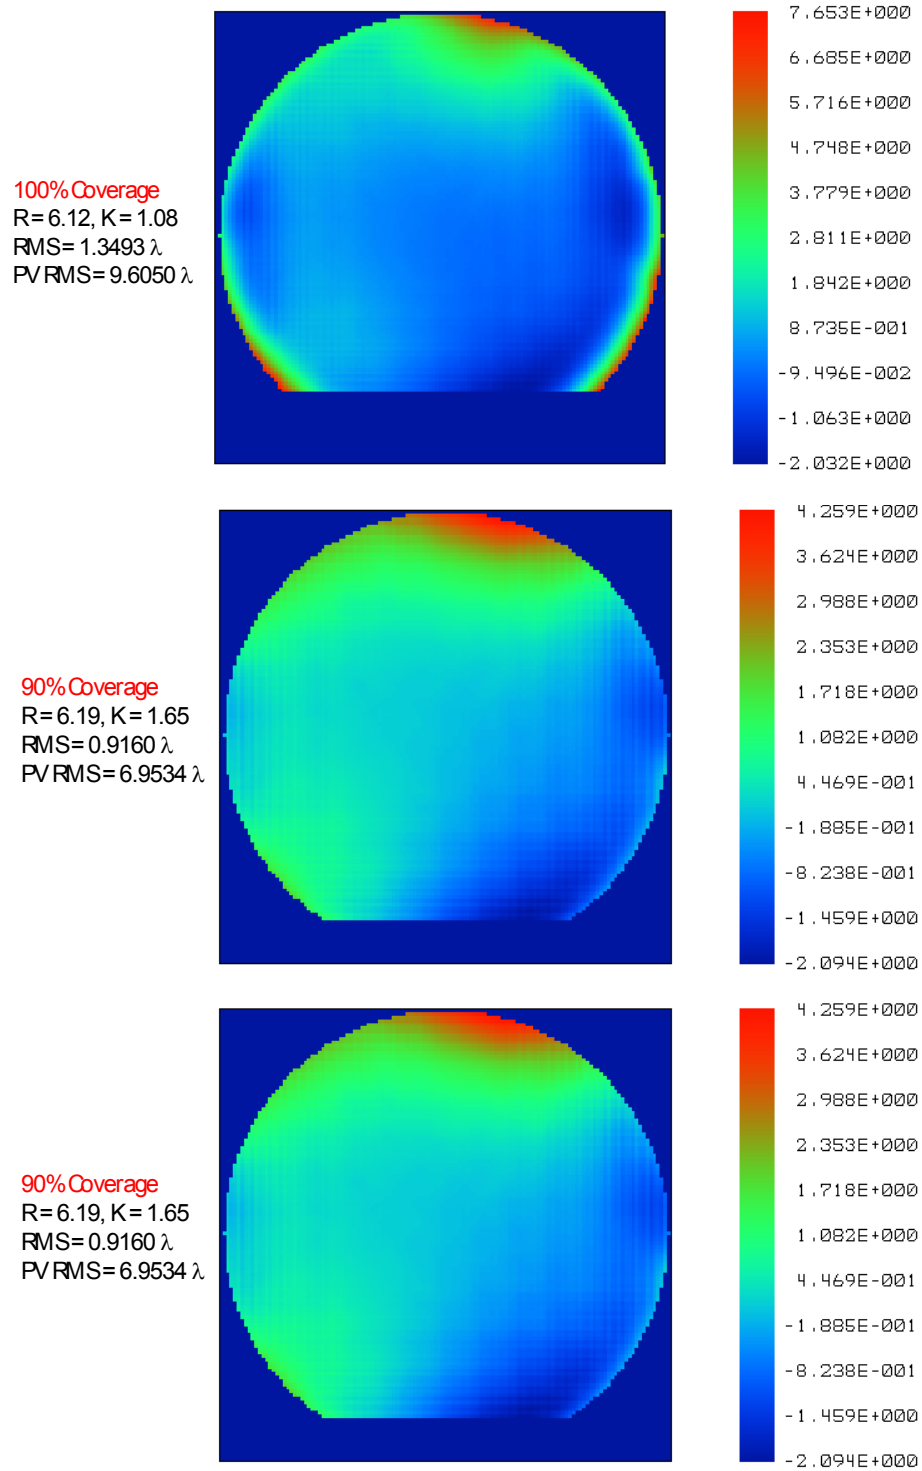 100% Coverage
R=6.12, K=1.08
RMS=1.3493 λ
PVRMS=9.6050 λ
7.653E+000
6.685E+000
5.716E+000
4.748E+000
3.779E+000
2.811E+000
1.842E+000
8.735E-001
-9.496E-002
-1.063E+000
-2.032E+000
90% Coverage
R=6.19, K=1.65
RMS=0.9160 λ
PVRMS=6.9534 λ
4.259E+000
3.624E+000
2.988E+000
2.353E+000
1.718E+000
1.082E+000
4.469E-001
-1.885E-001
-8.238E-001
-1.459E+000
-2.094E+000
90% Coverage
R=6.19, K=1.65
RMS=0.9160 λ
PVRMS=6.9534 λ
4.259E+000
3.624E+000
2.988E+000
2.353E+000
1.718E+000
1.082E+000
4.469E-001
-1.885E-001
-8.238E-001
-1.459E+000
-2.094E+000